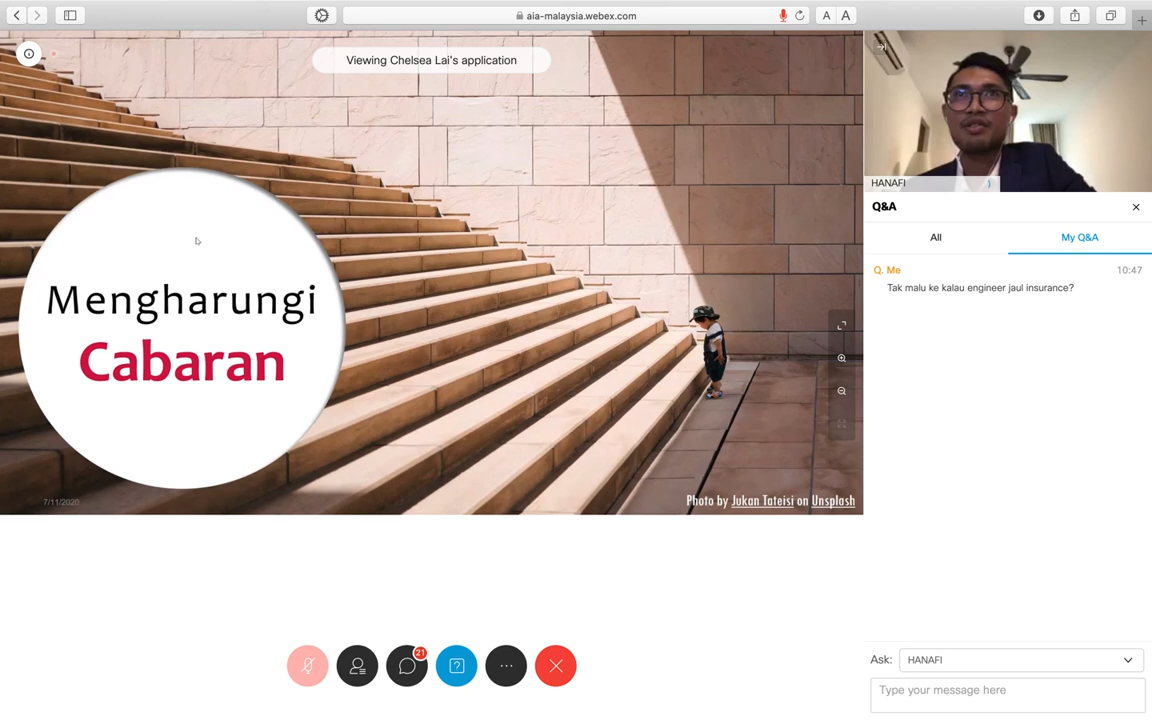 aia-malaysia.webex.com
A A
Viewing Chelsea Lai's application
HANAFI
Q&A
All
My Q&A
Q. Me
10:47
Tak malu ke kalau engineer jaul insurance?
Mengharungi
Cabaran
7/11/2020
Photo by Jukan Tateisi on Unsplash
21
Ask:
HANAFI
Type your message here